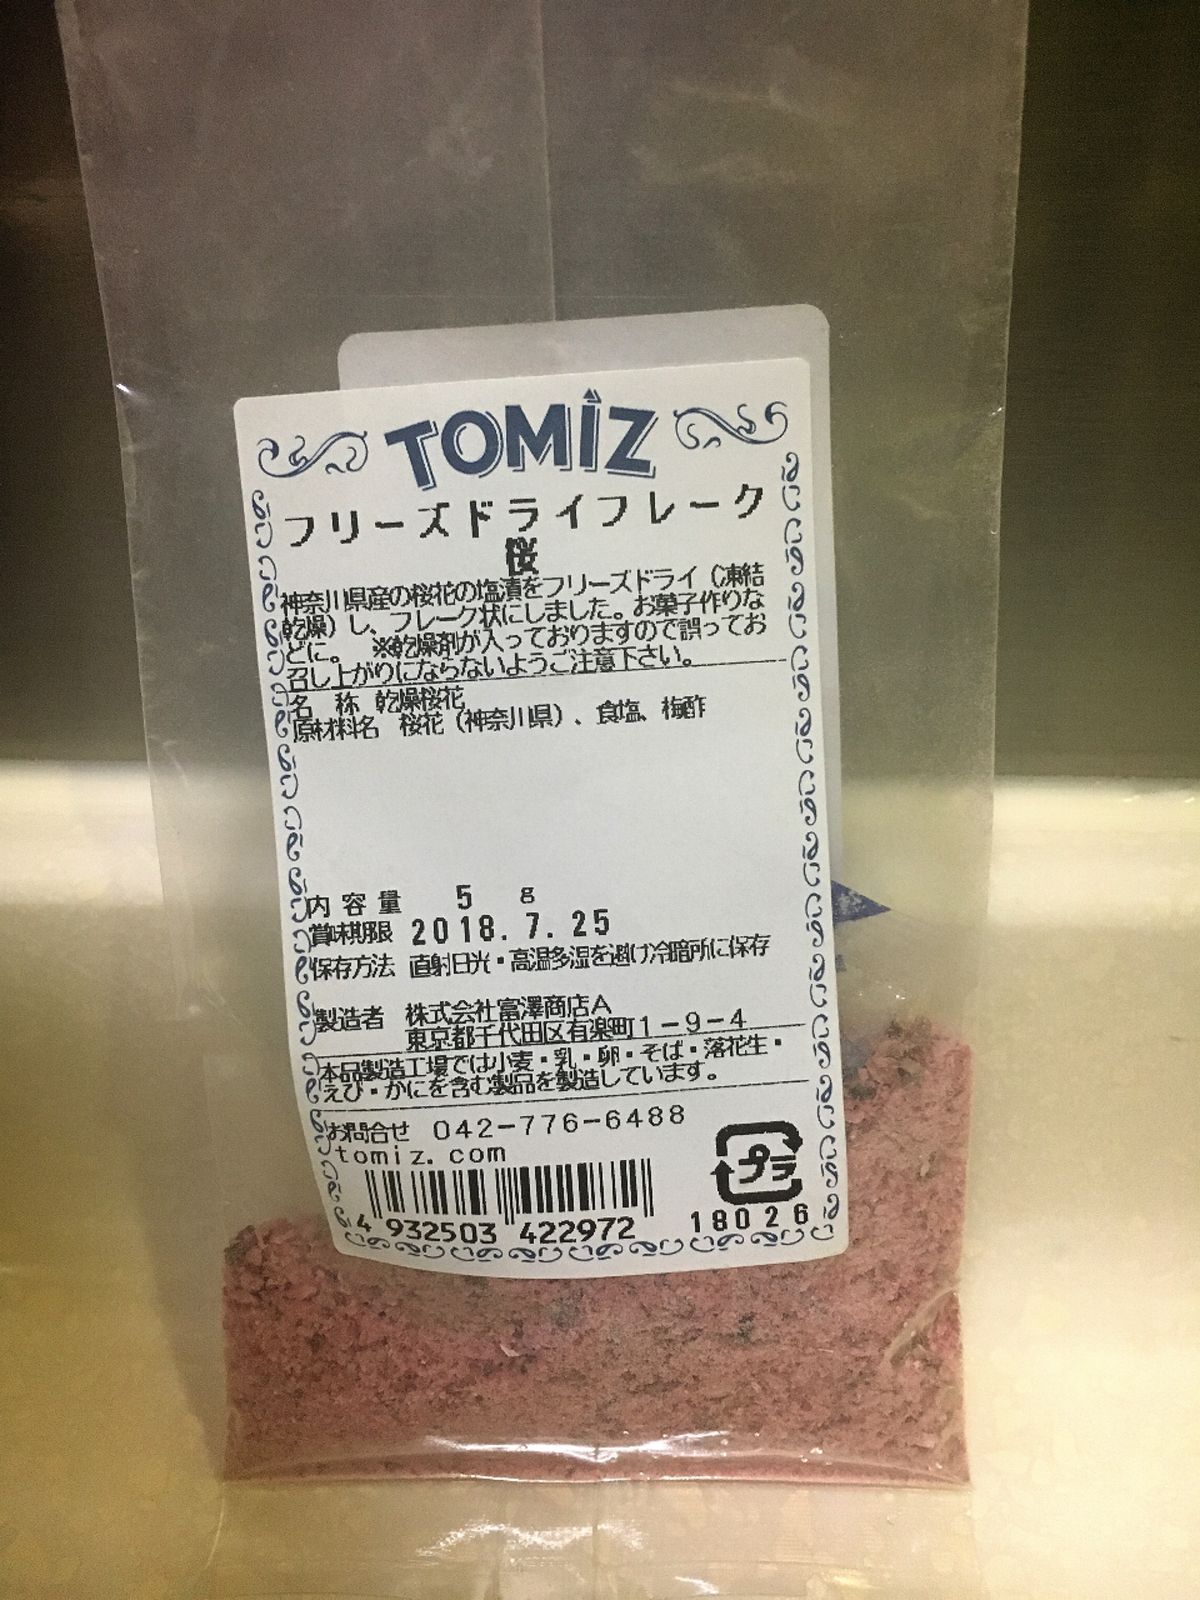 TOMIZ
フリーズドライフレーク
桜
神奈川県産の桜花の塩漬をフリーズドライ（凍結
乾燥）し、フレーク状にしました。お菓子作りな
どに。　※乾燥剤が入っておりますので誤ってお
召し上がりにならないようご注意下さい。
名　称　乾燥桜花
原材料名　桜花（神奈川県）、食塩、梅酢
内容量　5　g
賞味期限　2018.7.25
保存方法　直射日光・高温多湿を避け冷暗所に保存
製造者　株式会社富澤商店A
東京都千代田区有楽町1－9－4
本品製造工場では小麦・乳・卵・そば・落花生・
えび・かにを含む製品を製造しています。
お問合せ　042-776-6488
tomiz.com
プラ
4 932503 422972
18026